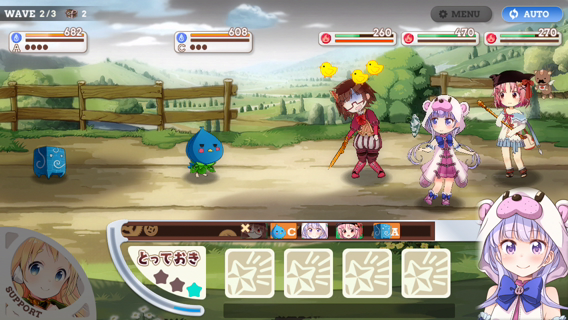 WAVE 2/3 2
MENU
AUTO
682
A
608
C
260
470
270
C
A
とっておき
SUPPORT